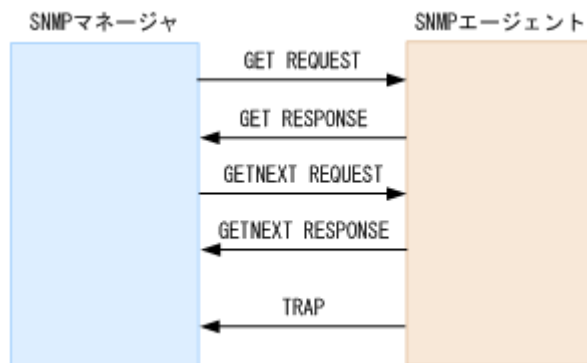 SNMPマネージャ
SNMPエージェント
GET REQUEST
GET RESPONSE
GETNEXT REQUEST
GETNEXT RESPONSE
TRAP